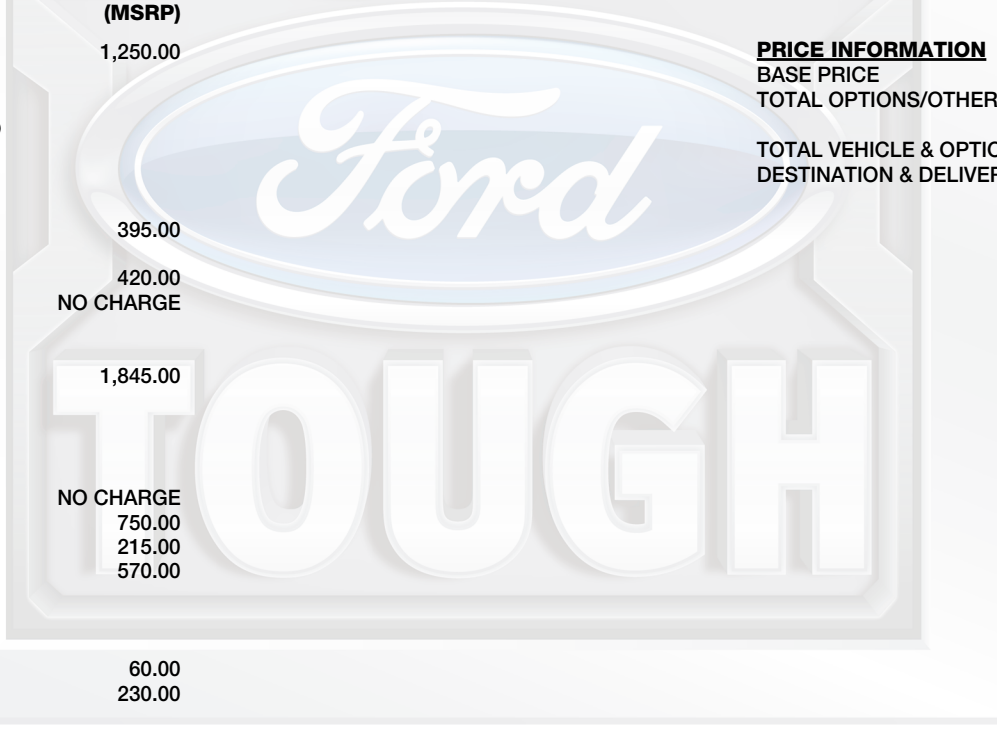 (MSRP)
1,250.00
395.00
420.00
NO CHARGE
1,845.00
NO CHARGE
750.00
215.00
570.00
60.00
230.00
PRICE INFORMATION
BASE PRICE
TOTAL OPTIONS/OTHER
TOTAL VEHICLE & OPTIO
DESTINATION & DELIVER
Ford
TOUGH